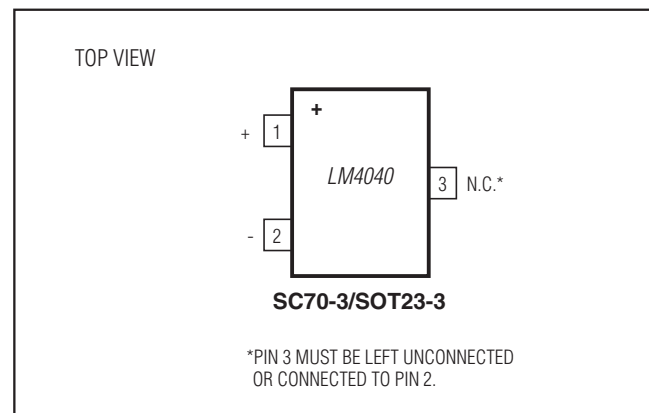 TOP VIEW
+
+ 1
LM4040
3 N.C.*
- 2
SC70-3/SOT23-3
*PIN 3 MUST BE LEFT UNCONNECTED
OR CONNECTED TO PIN 2.